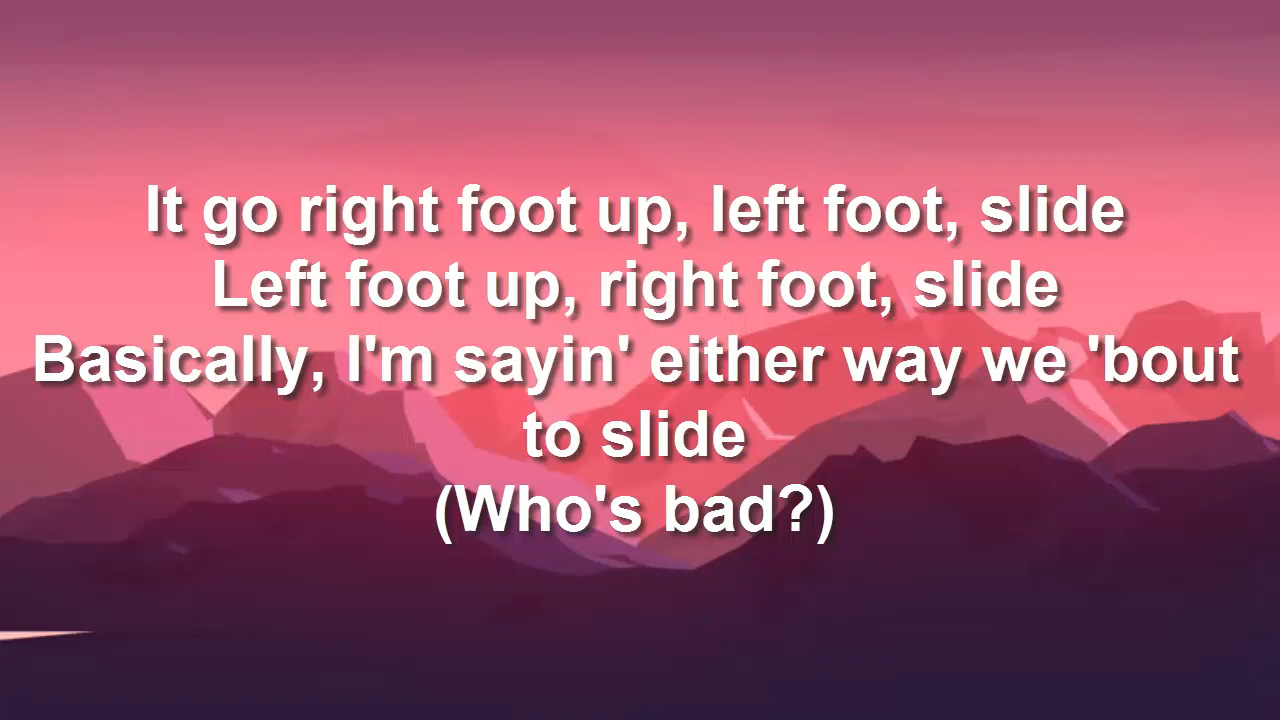 It go right foot up, left foot, slide
Left foot up, right foot, slide
Basically, I'm sayin' either way we 'bout
to slide
(Who's bad?)